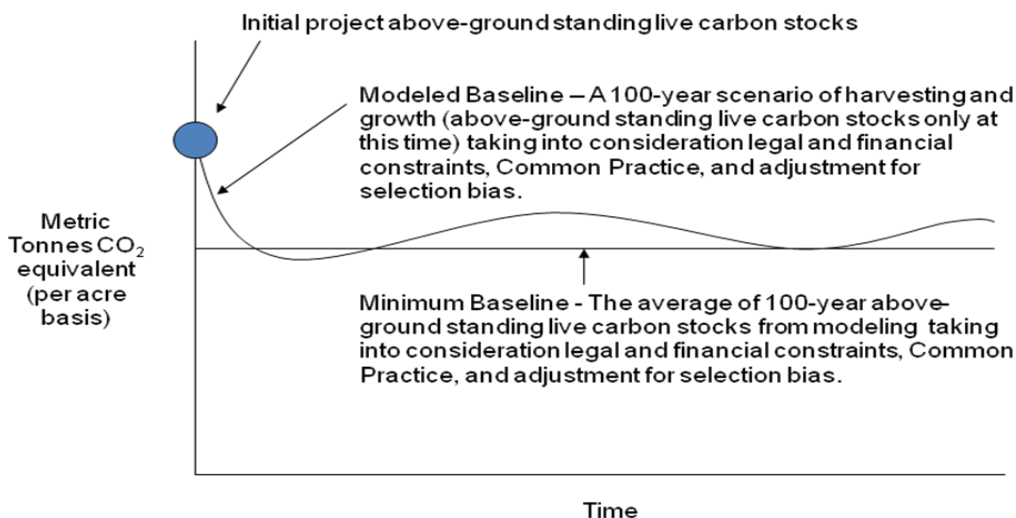 Initial project above-ground standing live carbon stocks
Modeled Baseline – A 100-year scenario of harvesting and
growth (above-ground standing live carbon stocks only at
this time) taking into consideration legal and financial
constraints, Common Practice, and adjustment for
selection bias.
Metric
Tonnes CO₂
equivalent
(per acre
basis)
Minimum Baseline - The average of 100-year above-
ground standing live carbon stocks from modeling taking
into consideration legal and financial constraints, Common
Practice, and adjustment for selection bias.
Time